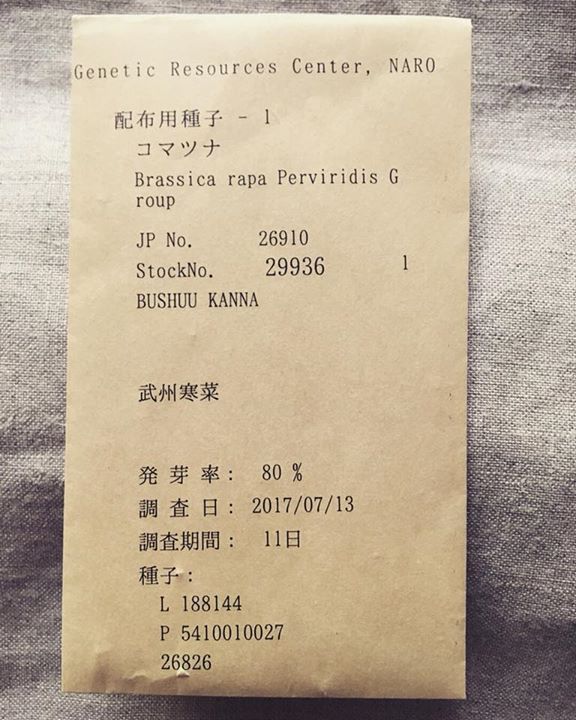 Genetic Resources Center, NARO
配布用種子 - 1
コマツナ
Brassica rapa Perviridis G
roup
JP No. 26910
StockNo. 29936 1
BUSHUU KANNA
武州寒菜
発 芽 率： 80 %
調 査 日： 2017/07/13
調査期間： 11日
種子：
L 188144
P 5410010027
26826